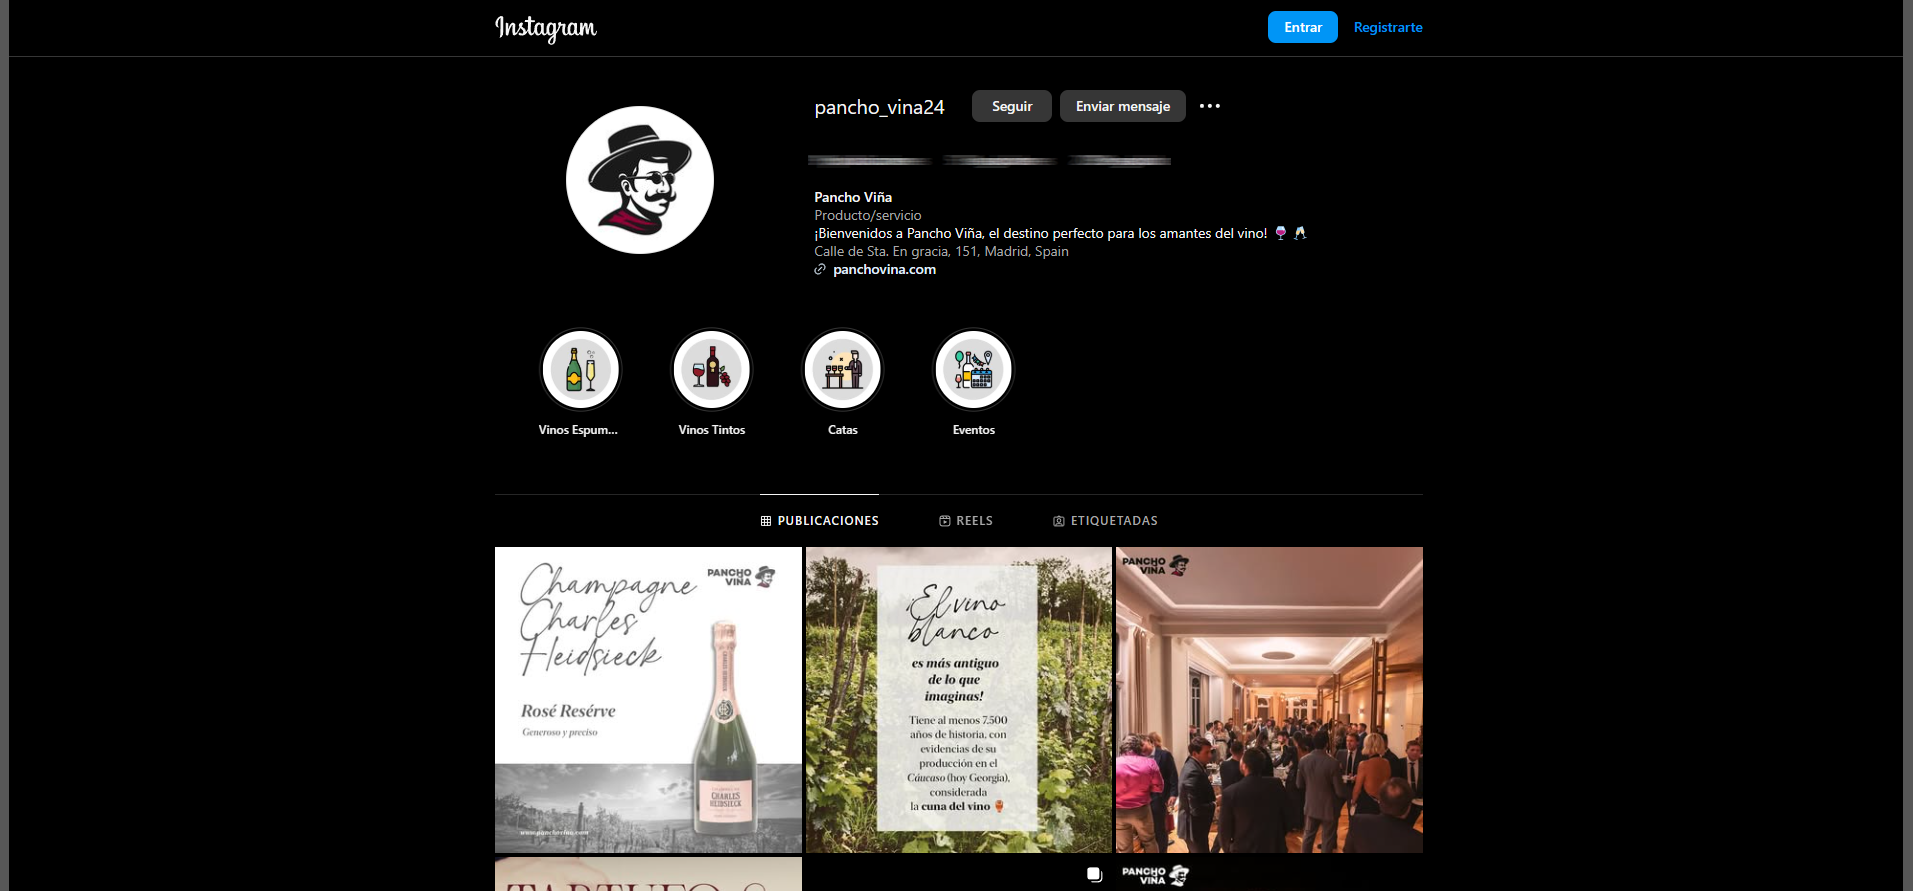 Instagram
Entrar
Registrarte
pancho_vina24
Seguir
Enviar mensaje
Pancho Viña
Producto/servicio
¡Bienvenidos a Pancho Viña, el destino perfecto para los amantes del vino! 🍷 🥂
Calle de Sta. En gracia, 151, Madrid, Spain
panchovina.com
Vinos Espum...
Vinos Tintos
Catas
Eventos
PUBLICACIONES
REELS
ETIQUETADAS
Champagne
Charles
Heidsieck
PANCHO
VIÑA
Rosé Resérve
Generoso y preciso
CHARLES
HEIDSIECK
www.panchovina.com
¡El vino
blanco
es más antiguo
de lo que
imaginas!
Tiene al menos 7.500
años de historia, con
evidencias de su
producción en el
Cáucaso (hoy Georgia),
considerada
la cuna del vino 🏺
PANCHO
VIÑA
PANCHO
VIÑA